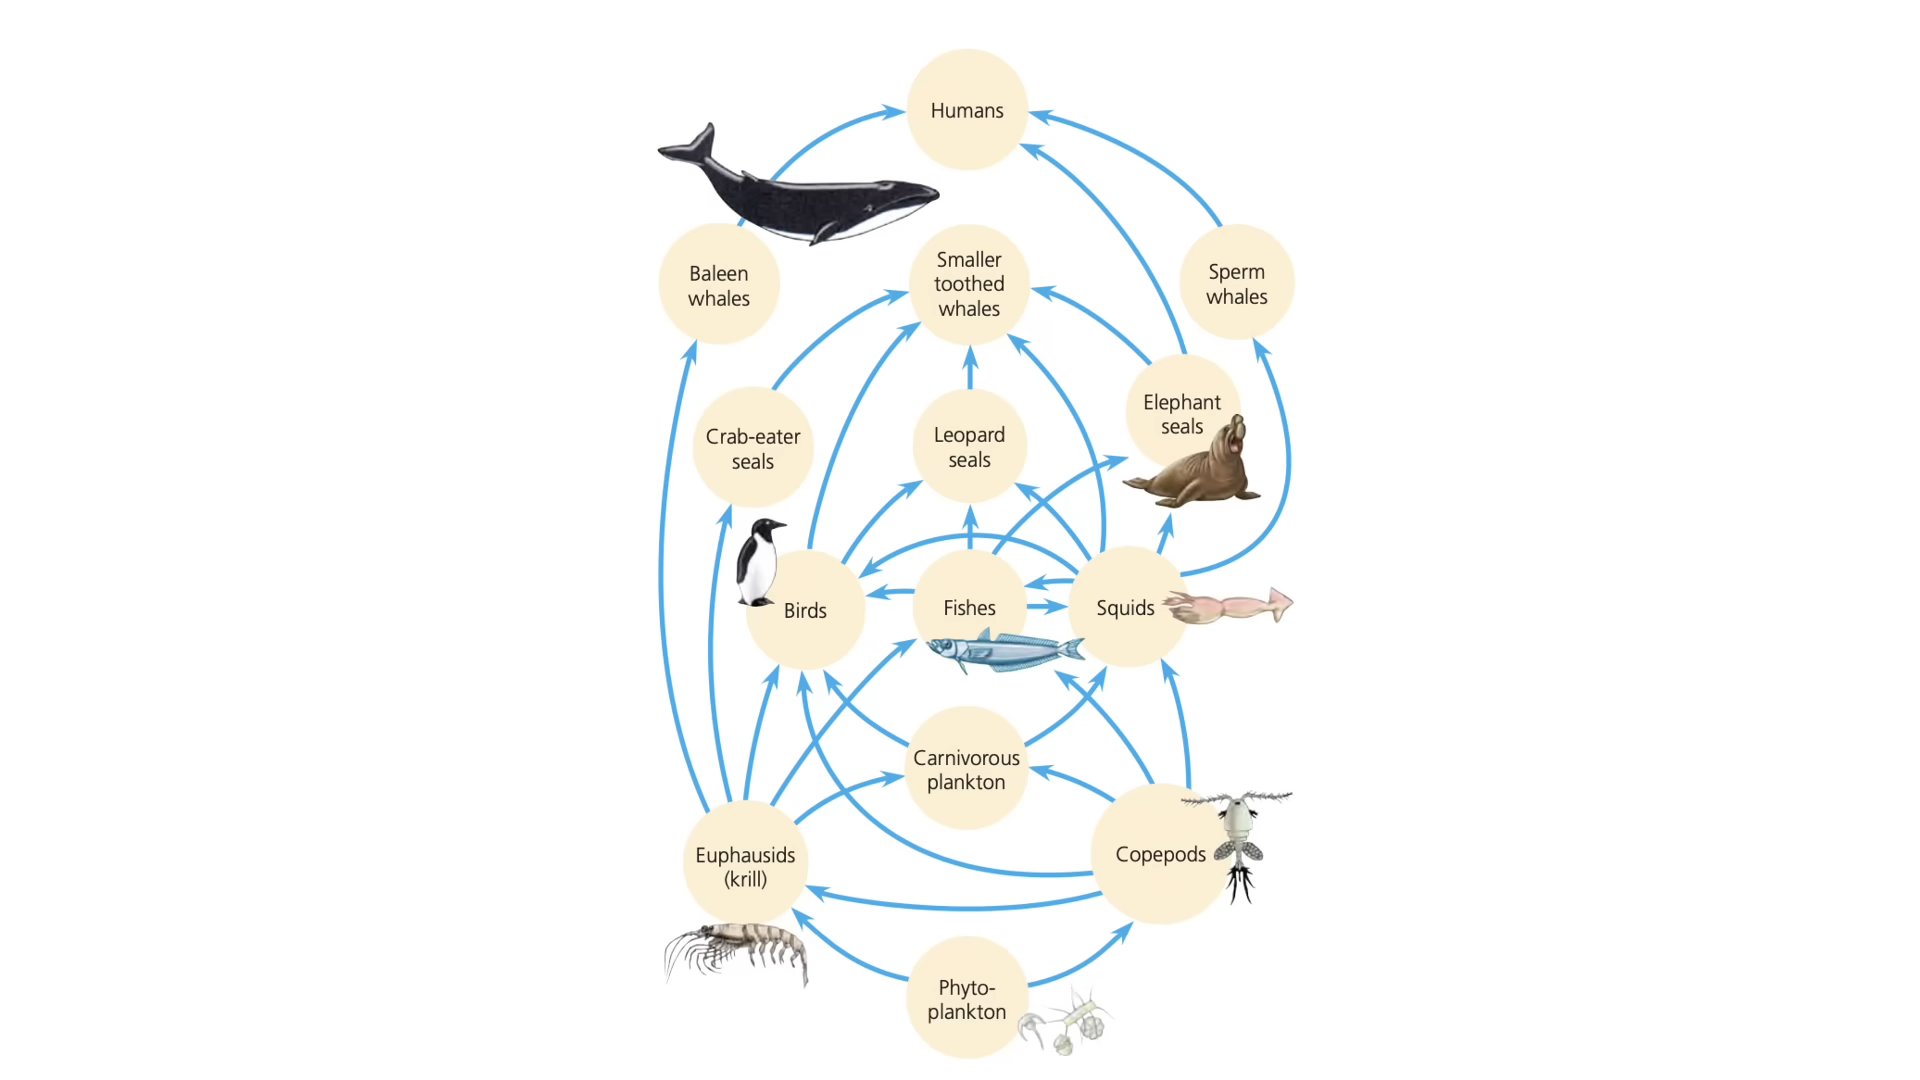 Humans
Baleen
whales
Smaller
toothed
whales
Sperm
whales
Crab-eater
seals
Leopard
seals
Elephant
seals
Birds
Fishes
Squids
Carnivorous
plankton
Euphausids
(krill)
Copepods
Phyto-
plankton